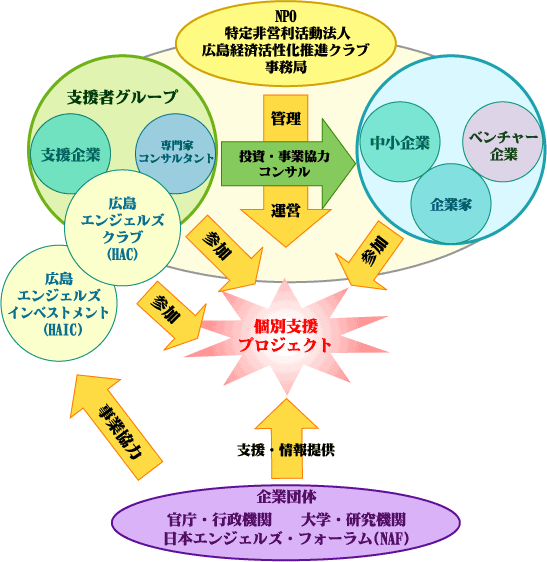 NPO
特定非営利活動法人
広島経済活性化推進クラブ
事務局
支援者グループ
支援企業
専門家
コンサルタント
広島
エンジェルズ
クラブ
(HAC)
広島
エンジェルズ
インベストメント
(HAIC)
管理
投資・事業協力
コンサル
運営
中小企業
ベンチャー
企業
企業家
参加
参加
参加
個別支援
プロジェクト
事業協力
支援・情報提供
企業団体
官庁・行政機関　大学・研究機関
日本エンジェルズ・フォーラム(NAF)